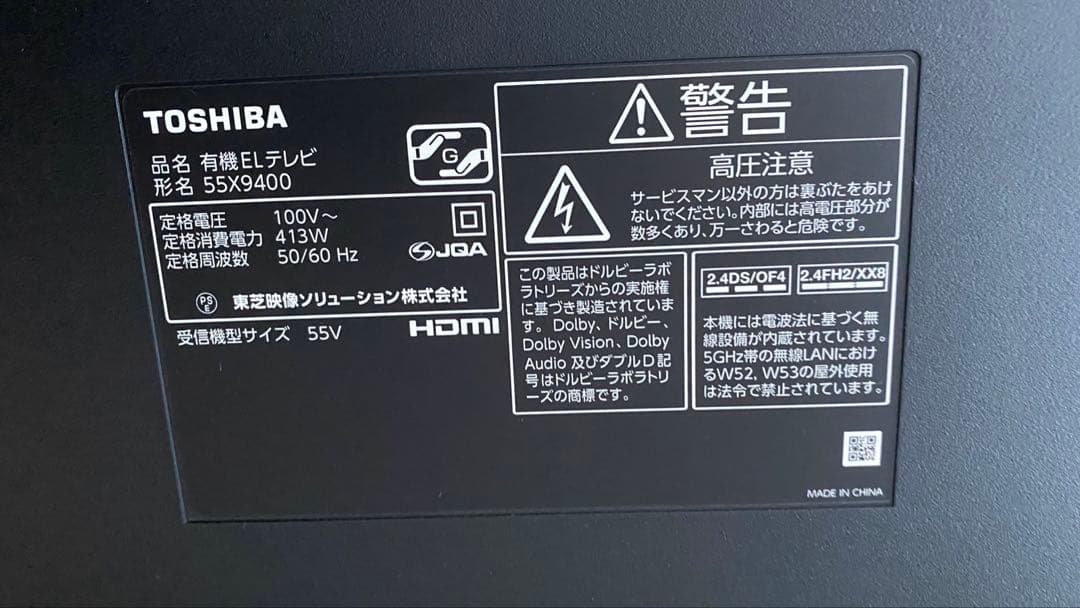 TOSHIBA
品名 有機ELテレビ
形名 55X9400
G
定格電圧 100V～
定格消費電力 413W
定格周波数 50/60 Hz
JQA
PS
E
東芝映像ソリューション株式会社
受信機型サイズ 55V
HDMI
警告
高圧注意
サービスマン以外の方は裏ぶたをあけ
ないでください。内部には高電圧部分が
数多くあり、万一さわると危険です。
この製品はドルビーラボ
ラトリーズからの実施権
に基づき製造されていま
す。Dolby、ドルビー、
Dolby Vision、Dolby
Audio 及びダブルD記
号はドルビーラボラトリ
ーズの商標です。
2.4DS/OF4
2.4FH2/XX8
本機には電波法に基づく無
線設備が内蔵されています。
5GHz帯の無線LANにおけ
るW52, W53の屋外使用
は法令で禁止されています。
MADE IN CHINA